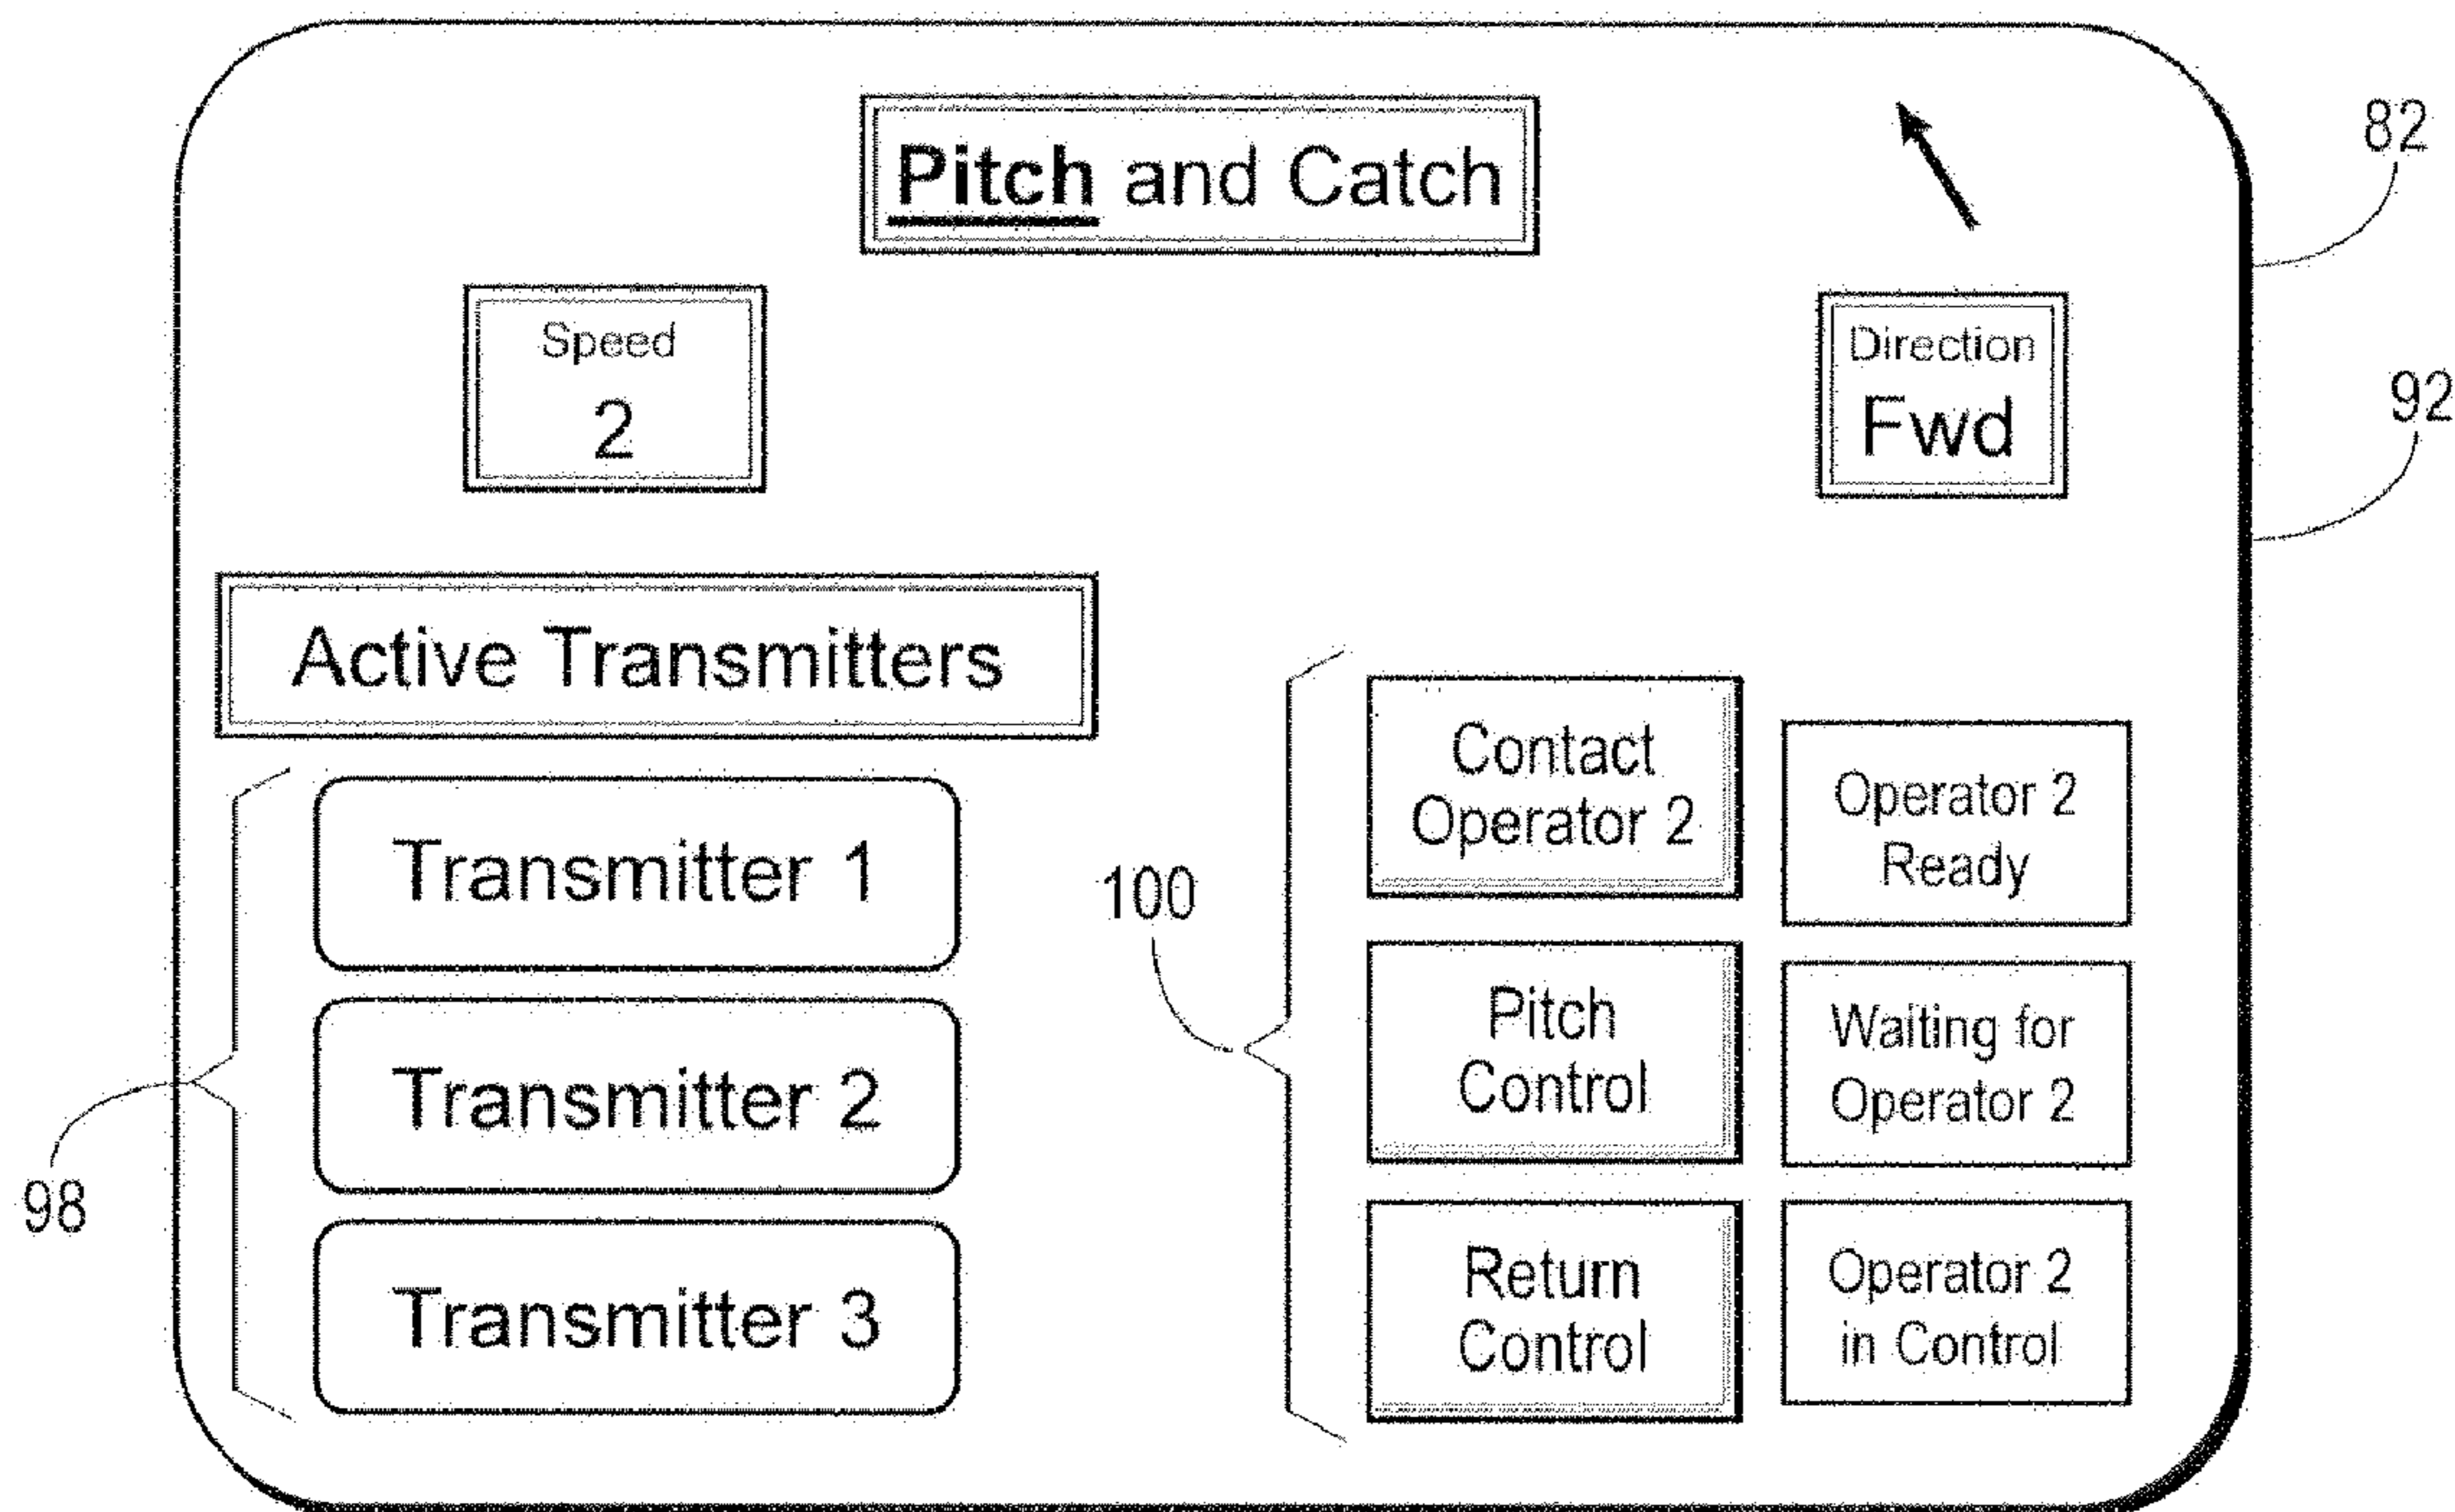 Pitch and Catch
82
Speed
2
Direction
Fwd
92
Active Transmitters
Transmitter 1
Transmitter 2
Transmitter 3
98
100
Contact
Operator 2
Operator 2
Ready
Pitch
Control
Waiting for
Operator 2
Return
Control
Operator 2
in Control